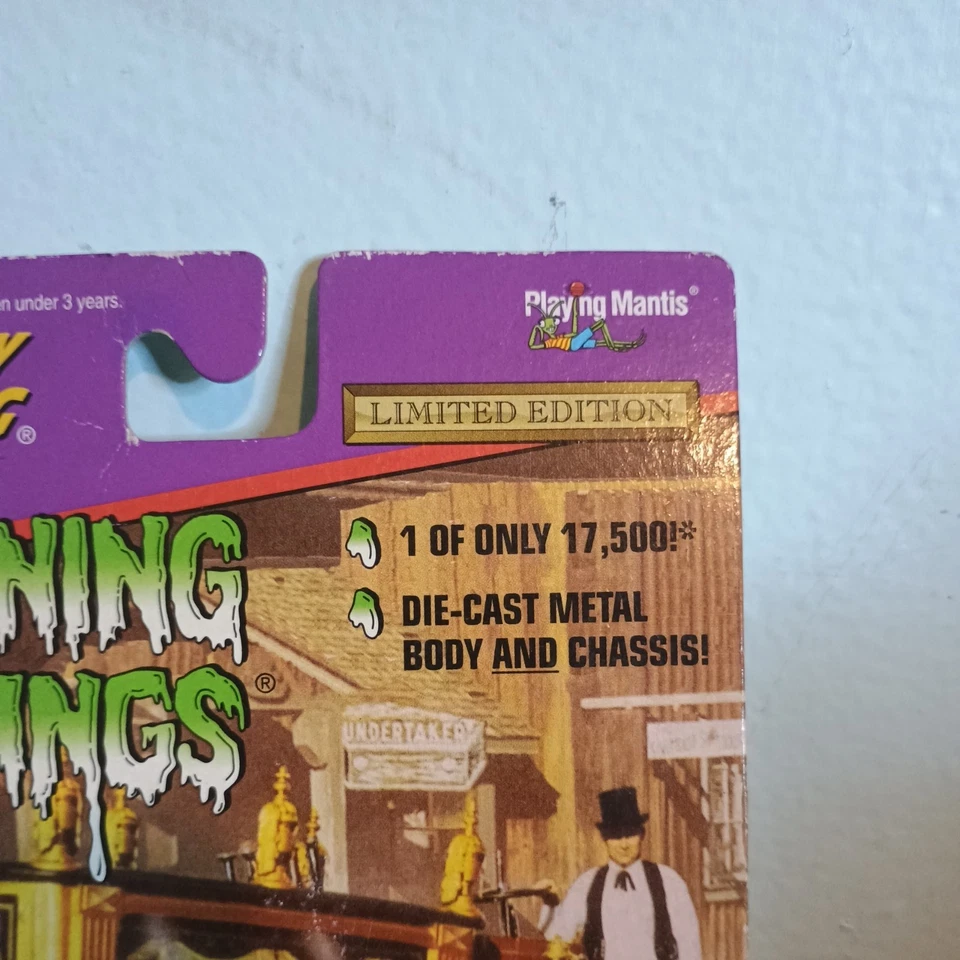 n under 3 years.
Playing Mantis®
Y
G®
LIMITED EDITION
NING
INGS®
1 OF ONLY 17,500!*
DIE-CAST METAL
BODY AND CHASSIS!
UNDERTAKER